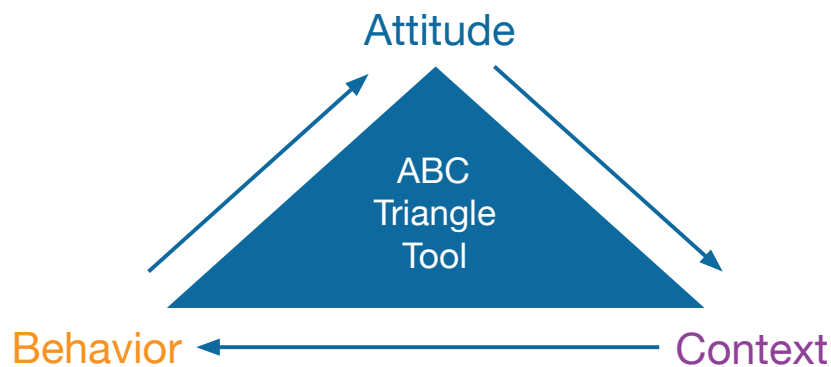 Attitude
ABC
Triangle
Tool
Behavior
Context